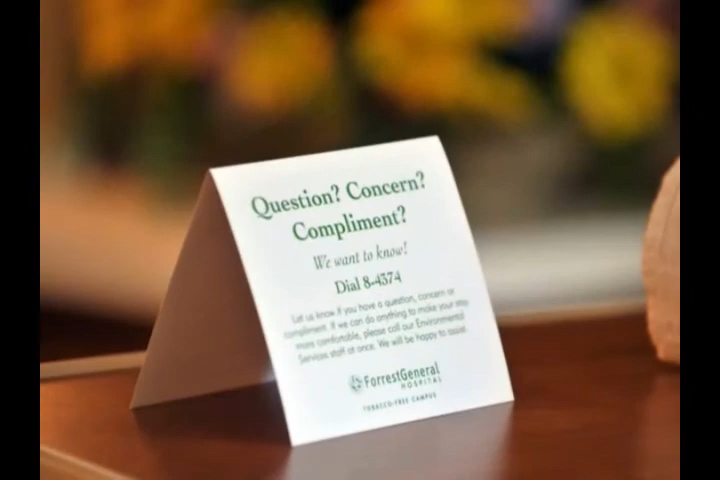 Question? Concern?
Compliment?
We want to know!
Dial 8-4374
Let us know if you have a question, concern or
compliment. If we can do anything to make your stay
more comfortable, please call our Environmental
Services staff at once. We will be happy to assist.
ForrestGeneral
HOSPITAL
TOBACCO-FREE CAMPUS